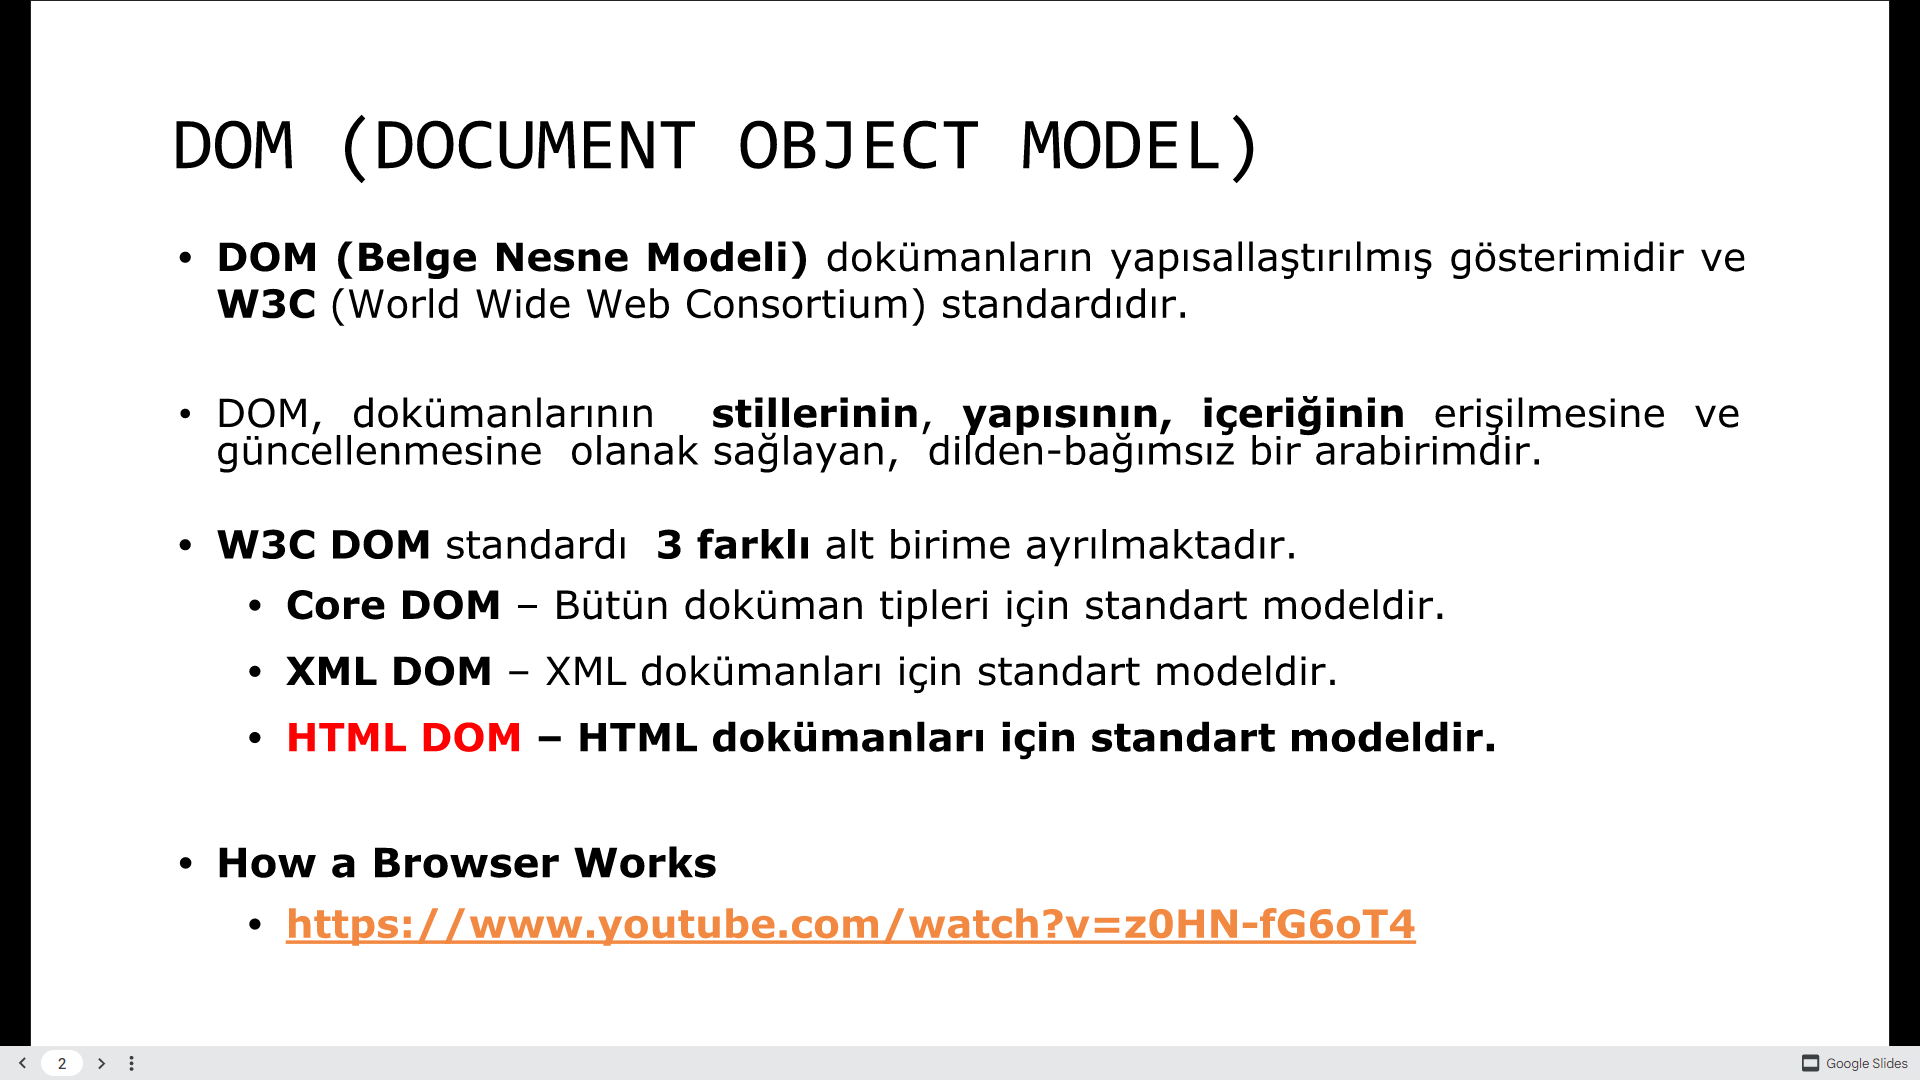 DOM (DOCUMENT OBJECT MODEL)
• DOM (Belge Nesne Modeli) dokümanların yapısallaştırılmış gösterimidir ve
W3C (World Wide Web Consortium) standardıdır.
• DOM, dokümanlarının stillerinin, yapısının, içeriğinin erişilmesine ve
güncellenmesine olanak sağlayan, dilden-bağımsız bir arabirimdir.
• W3C DOM standardı 3 farklı alt birime ayrılmaktadır.
• Core DOM – Bütün doküman tipleri için standart modeldir.
• XML DOM – XML dokümanları için standart modeldir.
• HTML DOM – HTML dokümanları için standart modeldir.
• How a Browser Works
• https://www.youtube.com/watch?v=z0HN-fG6oT4
2
Google Slides